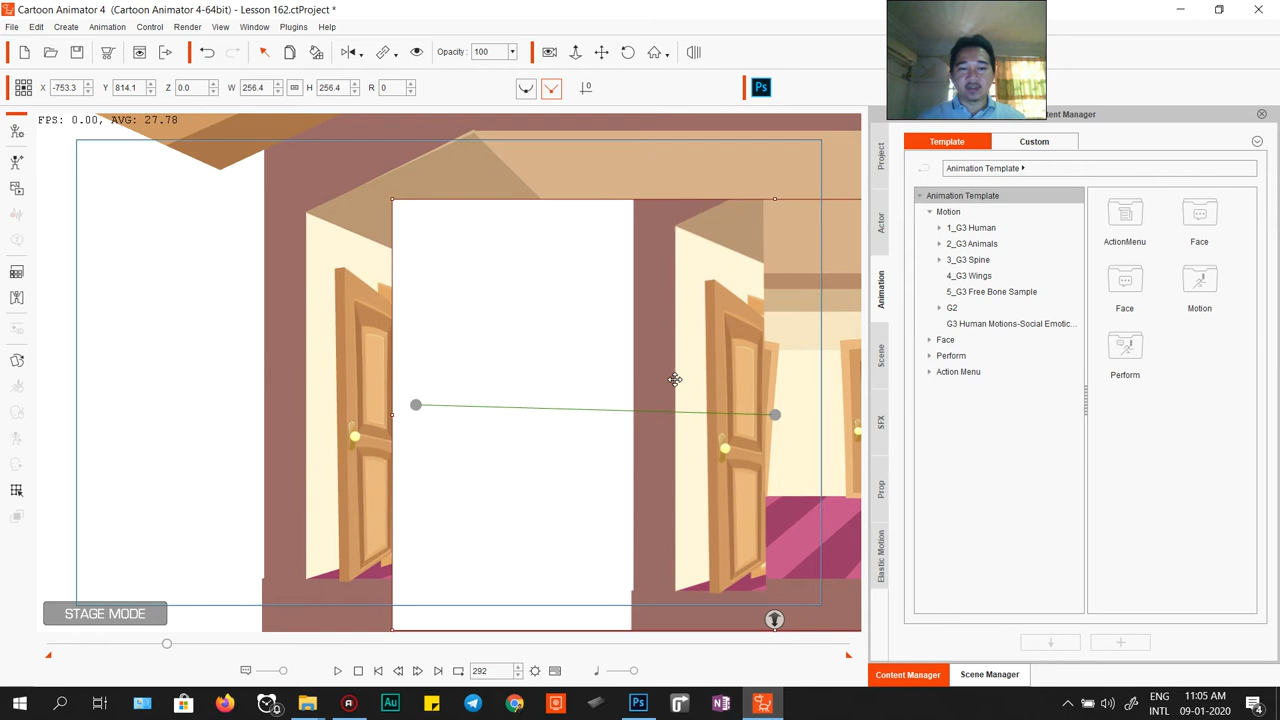 Cartoon Animator 4 (Cartoon Animator 4-64bit) - Lesson 162.ctProject *
File Edit Create Animation Control Render View Window Plugins Script Help
Opacity: 100
X -753.3 Y 814.1 Z 0.0 W 256.4 H 256.4 R 0 Ps
FPS: 0.00, AVG: 27.78
ntent Manager
Template Custom
Animation Template
Project
Actor
Animation
Scene
SFX
Prop
Elastic Motion
Animation Template
Motion
1_G3 Human
2_G3 Animals
3_G3 Spine
4_G3 Wings
5_G3 Free Bone Sample
G2
G3 Human Motions-Social Emotic...
Face
Perform
Action Menu
ActionMenu Face
Face Motion
Perform
STAGE MODE
292
Content Manager Scene Manager
Au Ps N
ENG 11:05 AM
INTL 09-01-2020